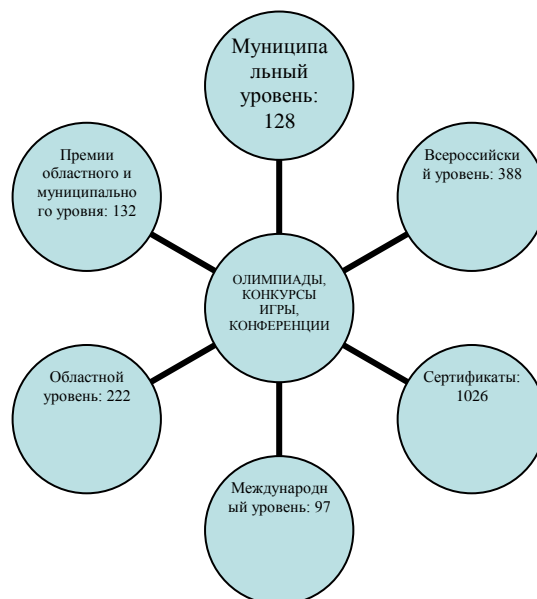 Муниципа
льный
уровень:
128
Премии
областного и
муниципально
го уровня: 132
Всероссийски
й уровень: 388
ОЛИМПИАДЫ,
КОНКУРСЫ
ИГРЫ,
КОНФЕРЕНЦИИ
Областной
уровень: 222
Сертификаты:
1026
Международн
ый уровень: 97